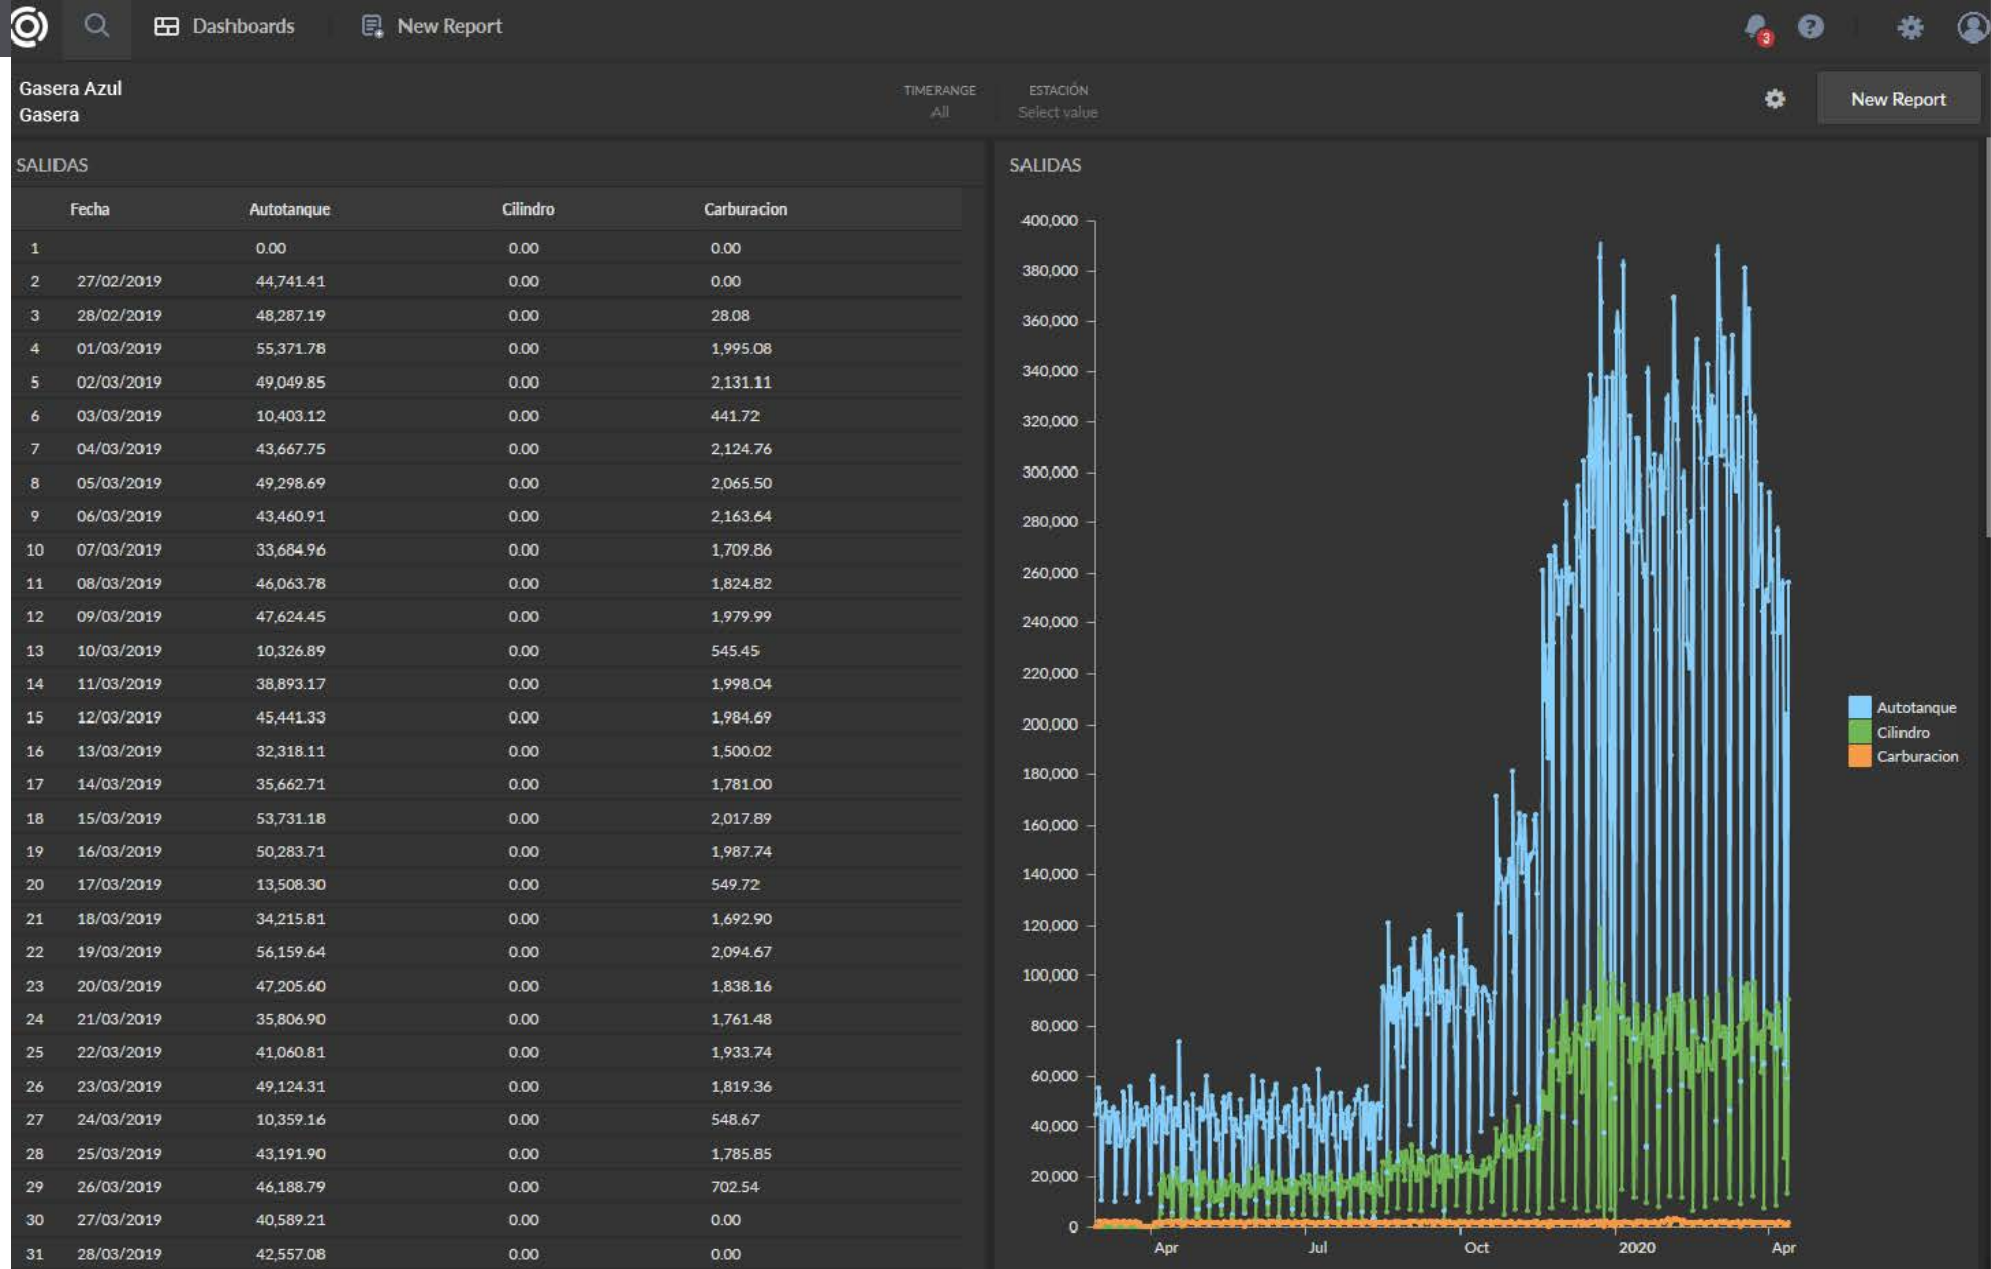 Dashboards New Report 3
Gasera Azul
Gasera
TIMERANGE ESTACIÓN
All Select value
New Report
SALIDAS
Fecha Autotanque Cilindro Carburacion
1 0.00 0.00 0.00
2 27/02/2019 44,741.41 0.00 0.00
3 28/02/2019 48,287.19 0.00 28.08
4 01/03/2019 55,371.78 0.00 1,995.08
5 02/03/2019 49,049.85 0.00 2,131.11
6 03/03/2019 10,403.12 0.00 441.72
7 04/03/2019 43,667.75 0.00 2,124.76
8 05/03/2019 49,298.69 0.00 2,065.50
9 06/03/2019 43,460.91 0.00 2,163.64
10 07/03/2019 33,684.96 0.00 1,709.86
11 08/03/2019 46,063.78 0.00 1,824.82
12 09/03/2019 47,624.45 0.00 1,979.99
13 10/03/2019 10,326.89 0.00 545.45
14 11/03/2019 38,893.17 0.00 1,998.04
15 12/03/2019 45,441.33 0.00 1,984.69
16 13/03/2019 32,318.11 0.00 1,500.02
17 14/03/2019 35,662.71 0.00 1,781.00
18 15/03/2019 53,731.18 0.00 2,017.89
19 16/03/2019 50,283.71 0.00 1,987.74
20 17/03/2019 13,508.30 0.00 549.72
21 18/03/2019 34,215.81 0.00 1,692.90
22 19/03/2019 56,159.64 0.00 2,094.67
23 20/03/2019 47,205.60 0.00 1,838.16
24 21/03/2019 35,806.90 0.00 1,761.48
25 22/03/2019 41,060.81 0.00 1,933.74
26 23/03/2019 49,124.31 0.00 1,819.36
27 24/03/2019 10,359.16 0.00 548.67
28 25/03/2019 43,191.90 0.00 1,785.85
29 26/03/2019 46,188.79 0.00 702.54
30 27/03/2019 40,589.21 0.00 0.00
31 28/03/2019 42,557.08 0.00 0.00
SALIDAS
400,000
380,000
360,000
340,000
320,000
300,000
280,000
260,000
240,000
220,000
200,000
180,000
160,000
140,000
120,000
100,000
80,000
60,000
40,000
20,000
0
Apr Jul Oct 2020 Apr
Autotanque
Cilindro
Carburacion